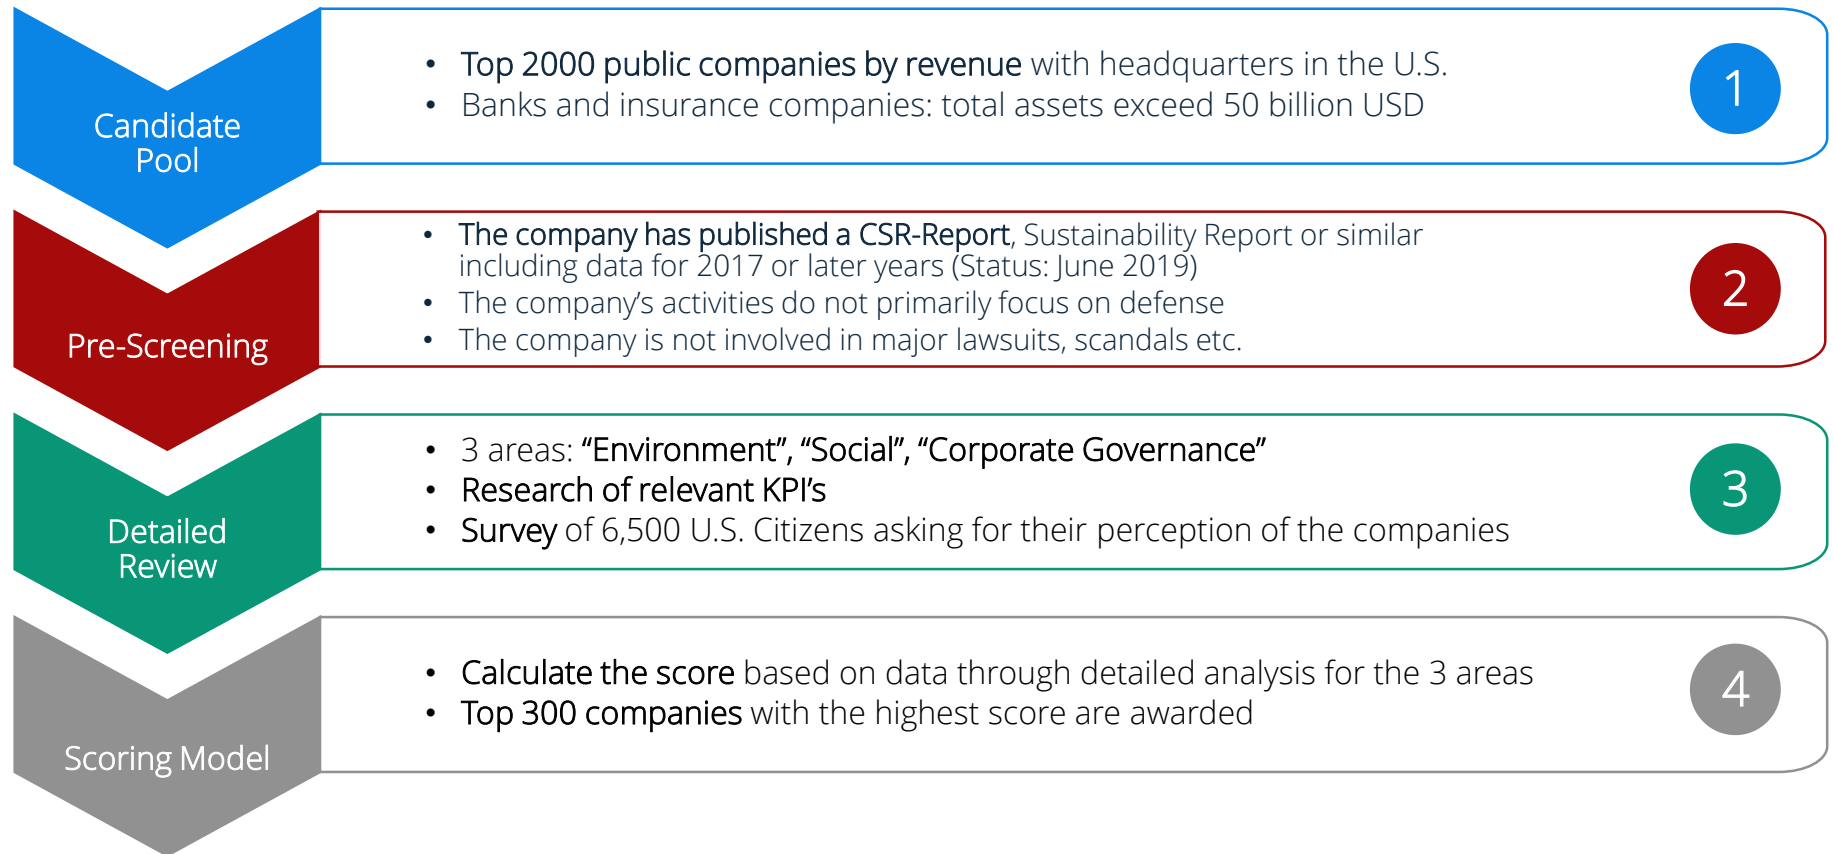 Candidate
Pool
• Top 2000 public companies by revenue with headquarters in the U.S.
• Banks and insurance companies: total assets exceed 50 billion USD
1
Pre-Screening
• The company has published a CSR-Report, Sustainability Report or similar
including data for 2017 or later years (Status: June 2019)
• The company’s activities do not primarily focus on defense
• The company is not involved in major lawsuits, scandals etc.
2
Detailed
Review
• 3 areas: “Environment”, “Social”, “Corporate Governance”
• Research of relevant KPI’s
• Survey of 6,500 U.S. Citizens asking for their perception of the companies
3
Scoring Model
• Calculate the score based on data through detailed analysis for the 3 areas
• Top 300 companies with the highest score are awarded
4